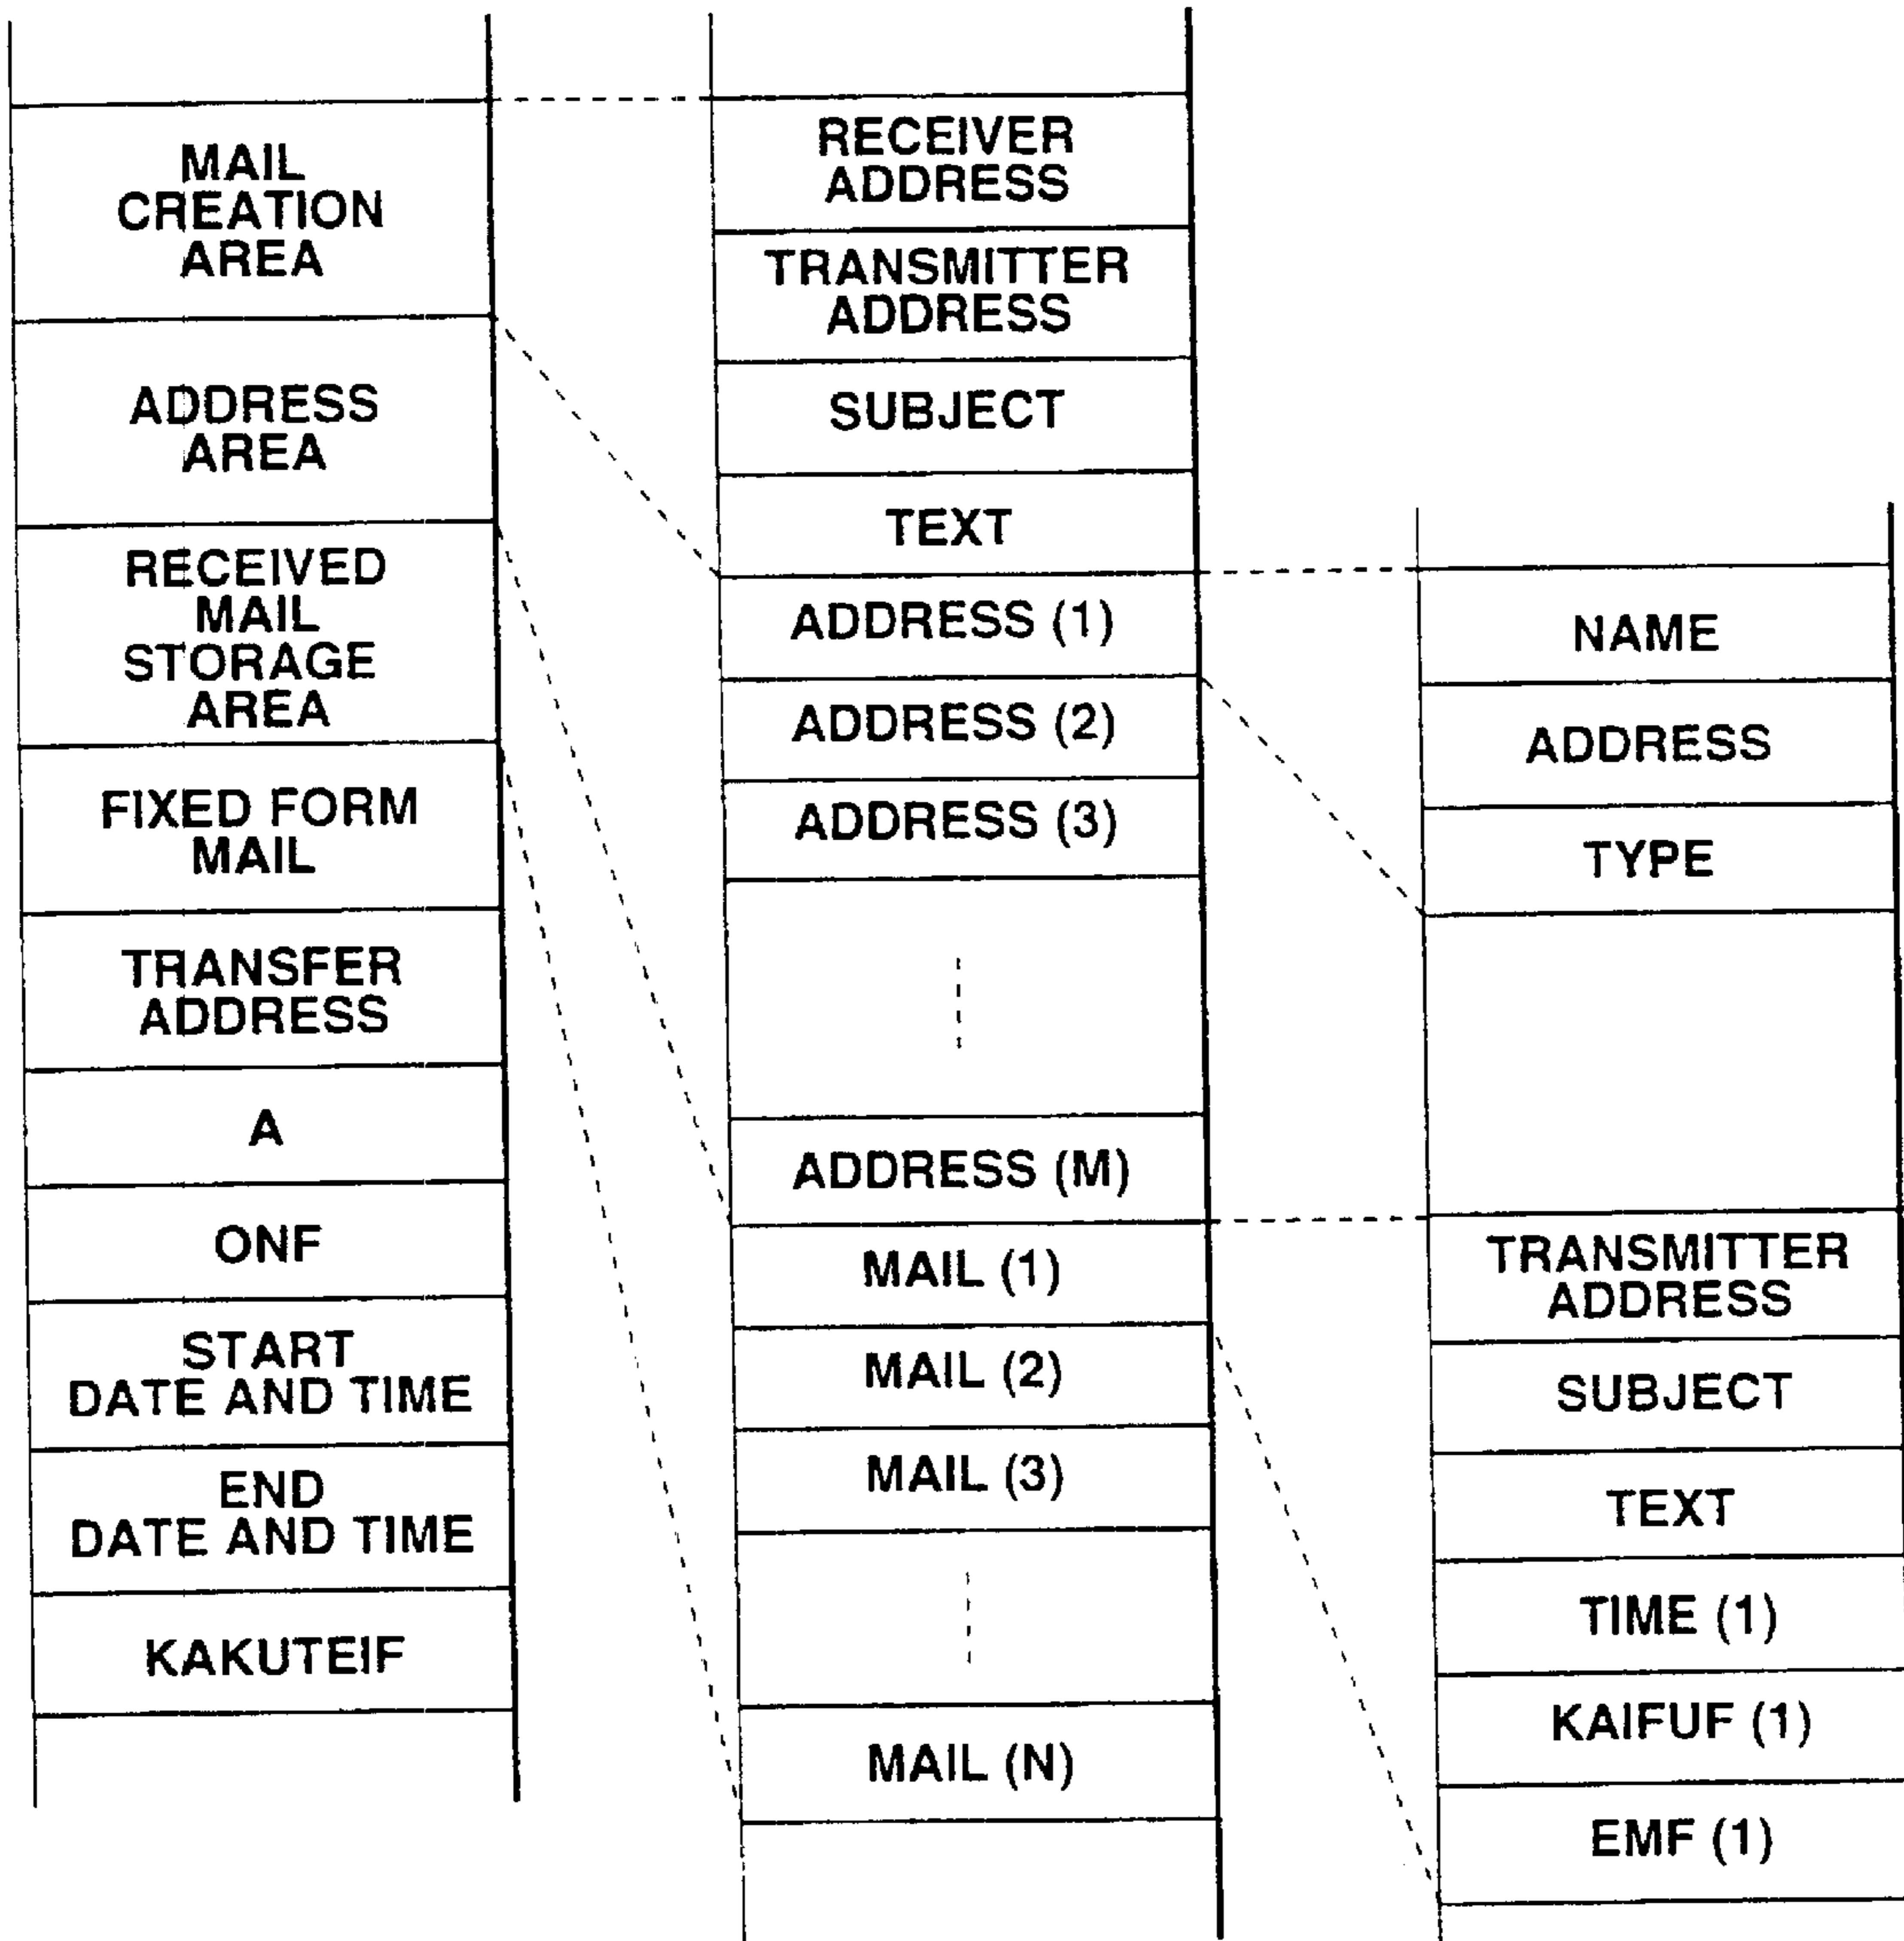 MAIL
CREATION
AREA
ADDRESS
AREA
RECEIVED
MAIL
STORAGE
AREA
FIXED FORM
MAIL
TRANSFER
ADDRESS
A
ONF
START
DATE AND TIME
END
DATE AND TIME
KAKUTEIF
RECEIVER
ADDRESS
TRANSMITTER
ADDRESS
SUBJECT
TEXT
ADDRESS (1)
ADDRESS (2)
ADDRESS (3)
ADDRESS (M)
MAIL (1)
MAIL (2)
MAIL (3)
MAIL (N)
NAME
ADDRESS
TYPE
TRANSMITTER
ADDRESS
SUBJECT
TEXT
TIME (1)
KAIFUF (1)
EMF (1)